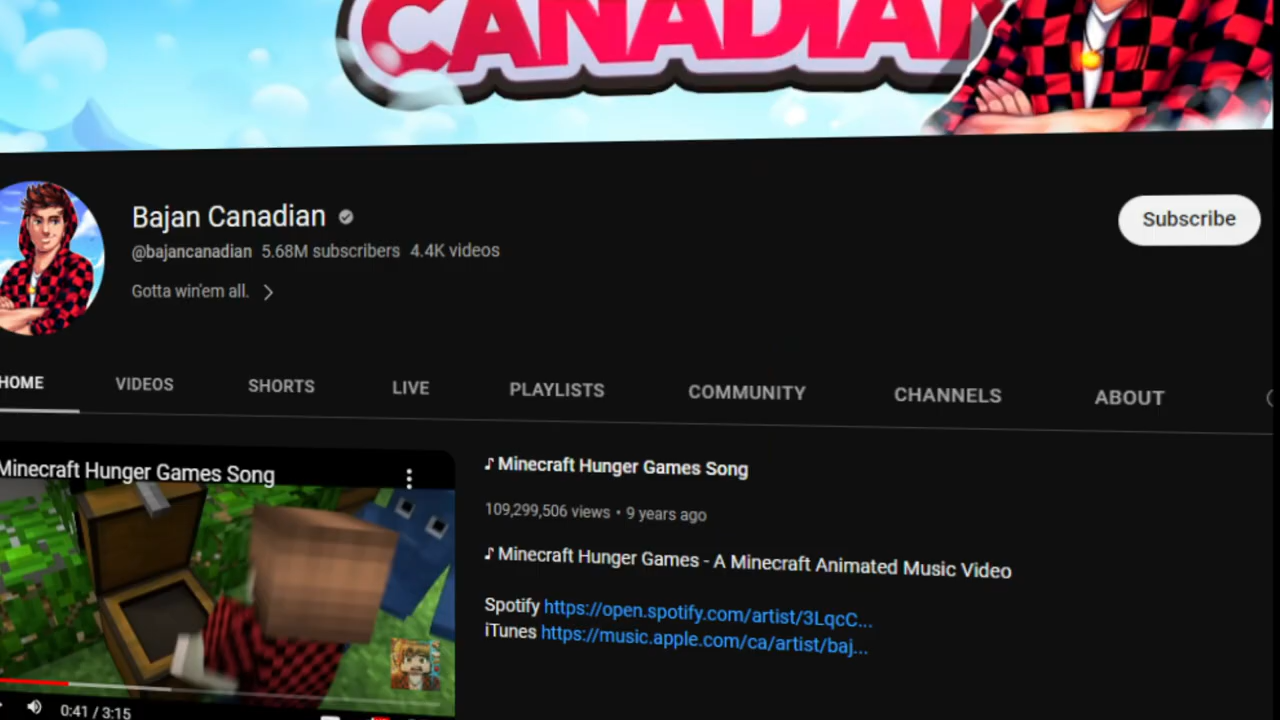 CANADIAN
Bajan Canadian
@bajancanadian 5.68M subscribers 4.4K videos
Gotta win'em all.
Subscribe
HOME VIDEOS SHORTS LIVE PLAYLISTS COMMUNITY CHANNELS ABOUT
Minecraft Hunger Games Song
♪ Minecraft Hunger Games Song
109,299,506 views • 9 years ago
♪ Minecraft Hunger Games - A Minecraft Animated Music Video
Spotify https://open.spotify.com/artist/3LqcC...
iTunes https://music.apple.com/ca/artist/baj...
0:41 / 3:15